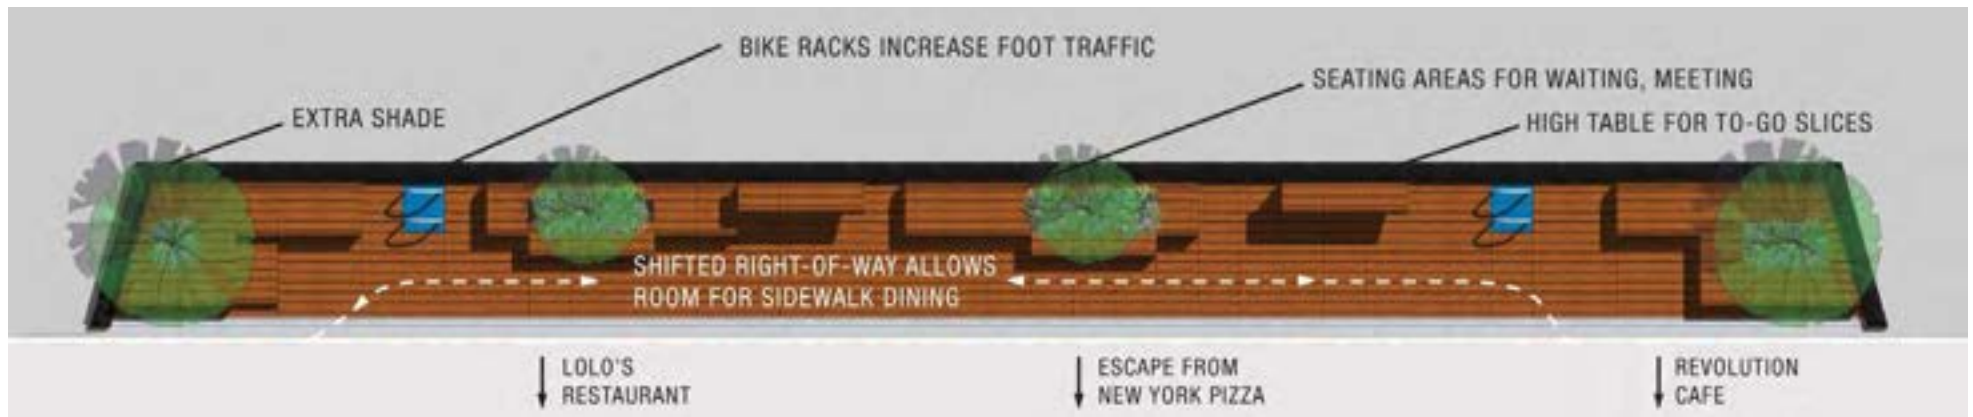 BIKE RACKS INCREASE FOOT TRAFFIC
SEATING AREAS FOR WAITING, MEETING
EXTRA SHADE
HIGH TABLE FOR TO-GO SLICES
SHIFTED RIGHT-OF-WAY ALLOWS
ROOM FOR SIDEWALK DINING
LOLO'S
RESTAURANT
ESCAPE FROM
NEW YORK PIZZA
REVOLUTION
CAFE